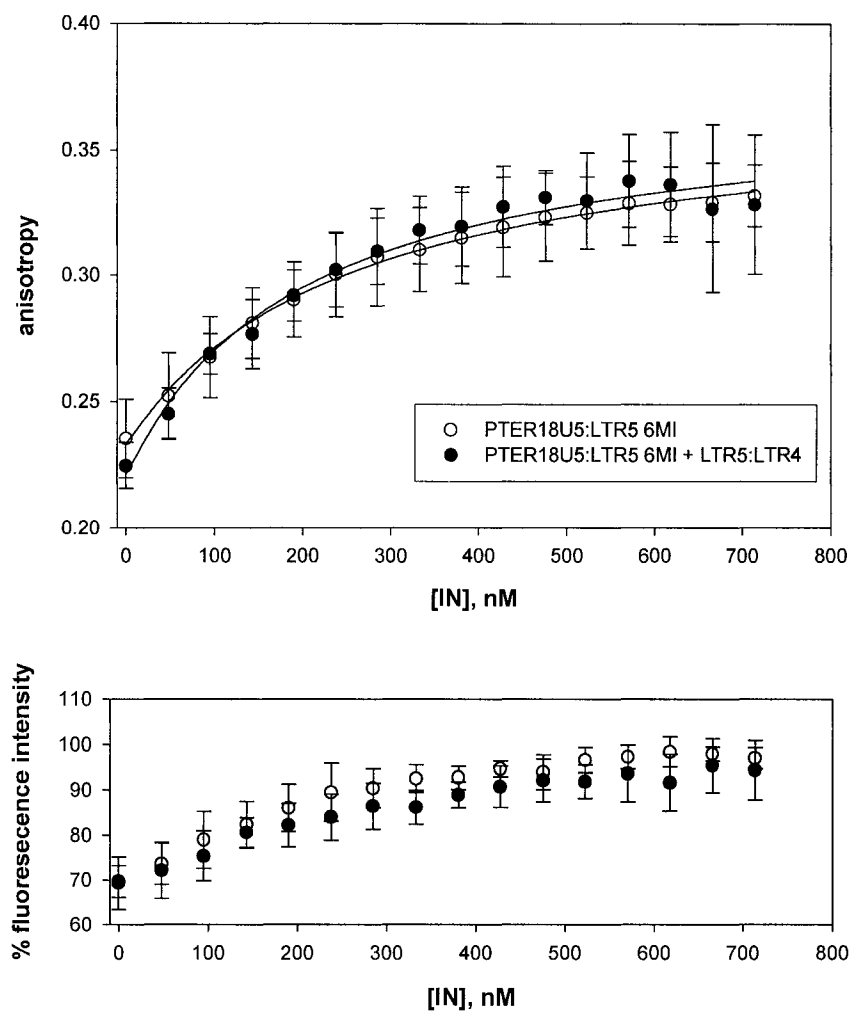 0.40
0.35
0.30
0.25
0.20
anisotropy
PTER18U5:LTR5 6MI
PTER18U5:LTR5 6MI + LTR5:LTR4
0 100 200 300 400 500 600 700 800
[IN], nM
% fluoresecence intensity
110
100
90
80
70
60
0 100 200 300 400 500 600 700 800
[IN], nM